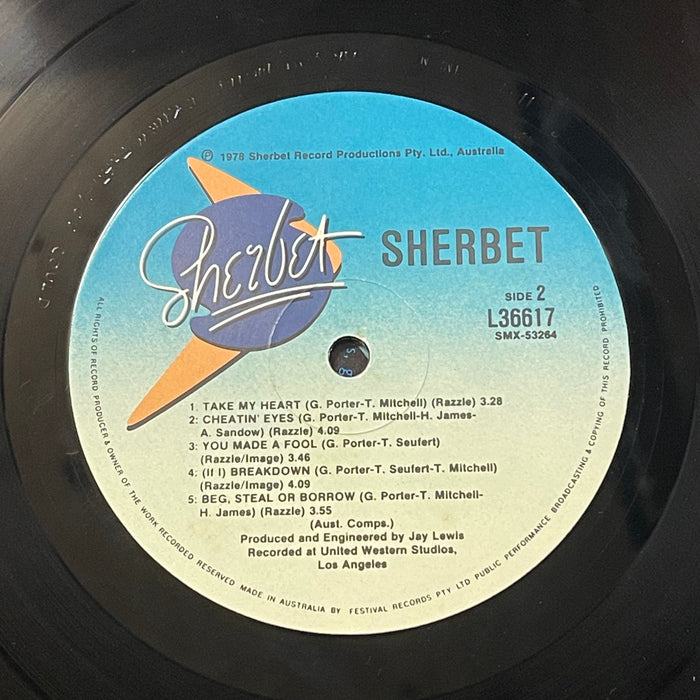 ℗ 1978 Sherbet Record Productions Pty. Ltd., Australia
Sherbet
SHERBET
SIDE 2
L36617
SMX-53264
1. TAKE MY HEART (G. Porter-T. Mitchell) (Razzle) 3.28
2: CHEATIN' EYES (G. Porter-T. Mitchell-H. James-
A. Sandow) (Razzle) 4.09
3: YOU MADE A FOOL (G. Porter-T. Seufert)
(Razzle/Image) 3.46
4: (If I) BREAKDOWN (G. Porter-T. Seufert-T. Mitchell)
(Razzle/Image) 4.09
5: BEG, STEAL OR BORROW (G. Porter-T. Mitchell-
H. James) (Razzle) 3.55
(Aust. Comps.)
Produced and Engineered by Jay Lewis
Recorded at United Western Studios,
Los Angeles
ALL RIGHTS OF RECORD PRODUCER & OWNER OF THE WORK RECORDED RESERVED MADE IN AUSTRALIA BY FESTIVAL RECORDS PTY LTD PUBLIC PERFORMANCE BROADCASTING & COPYING OF THIS RECORD PROHIBITED